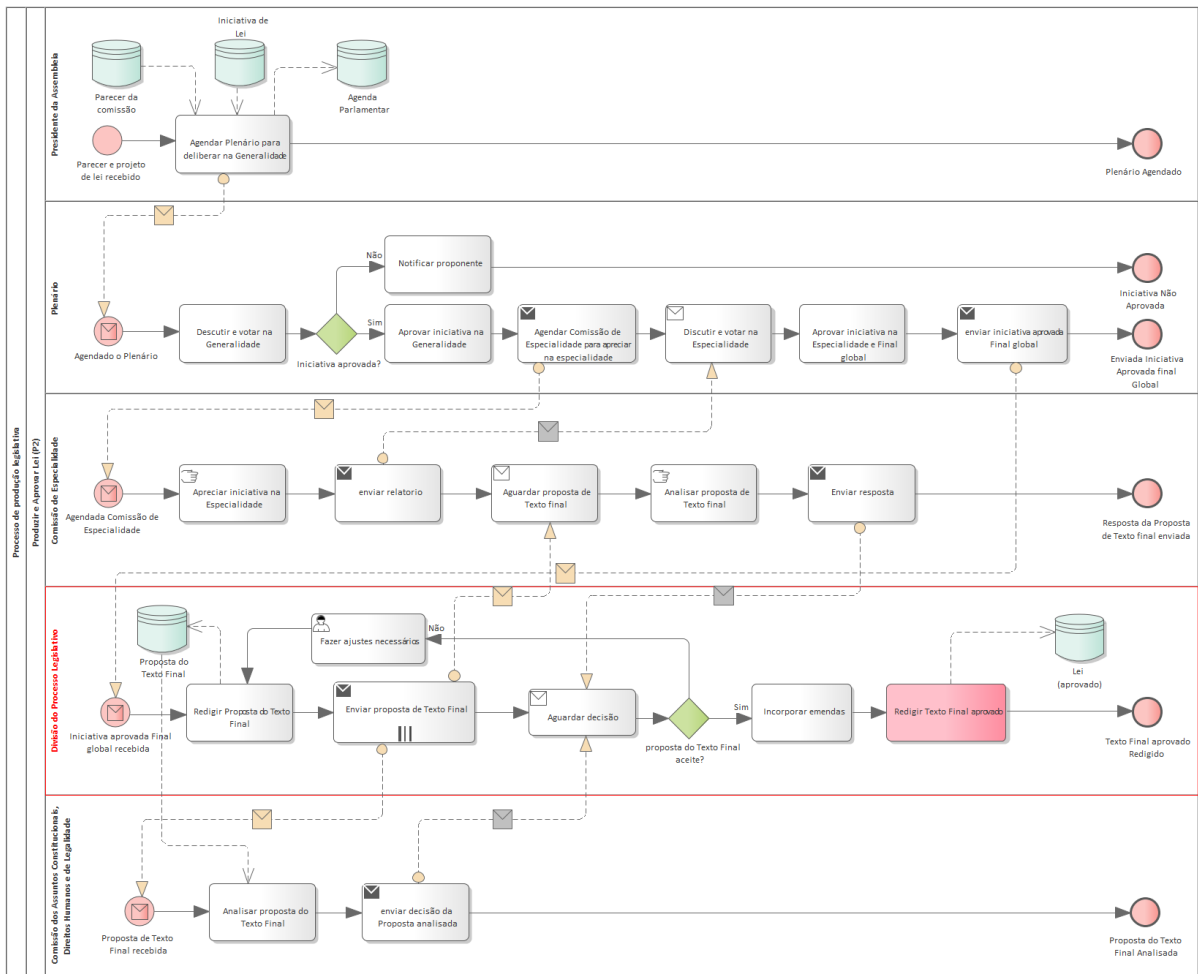 Processo de produção legislativa
Produzir e Aprovar Lei (P2)
Presidente da Assembleia
Parecer da
comissão
Iniciativa de
Lei
Agenda
Parlamentar
Parecer e projeto
de lei recebido
Agendar Plenário para
deliberar na Generalidade
Plenário Agendado
Plenário
Agendado o Plenário
Descutir e votar na
Generalidade
Iniciativa aprovada?
Não
Notificar proponente
Iniciativa Não
Aprovada
Sim
Aprovar iniciativa na
Generalidade
Agendar Comissão de
Especialidade para apreciar
na especialidade
Discutir e votar na
Especialidade
Aprovar iniciativa na
Especialidade e Final
global
enviar iniciativa aprovada
Final global
Enviada Iniciativa
Aprovada final
Global
Comissão de Especialidade
Agendada Comissão de
Especialidade
Apreciar iniciativa na
Especialidade
enviar relatorio
Aguardar proposta de
Texto final
Analisar proposta de
Texto final
Enviar resposta
Resposta da Proposta
de Texto final enviada
Divisão do Processo Legislativo
Proposta do
Texto Final
Iniciativa aprovada Final
global recebida
Redigir Proposta do Texto
Final
Fazer ajustes necessários
Não
Enviar proposta de Texto Final
Aguardar decisão
proposta do Texto Final
aceite?
Sim
Incorporar emendas
Redigir Texto Final aprovado
Lei
(aprovado)
Texto Final aprovado
Redigido
Comissão dos Assuntos Constitucionais,
Direitos Humanos e de Legalidade
Proposta de Texto
Final recebida
Analisar proposta do
Texto Final
enviar decisão da
Proposta analisada
Proposta do Texto
Final Analisada